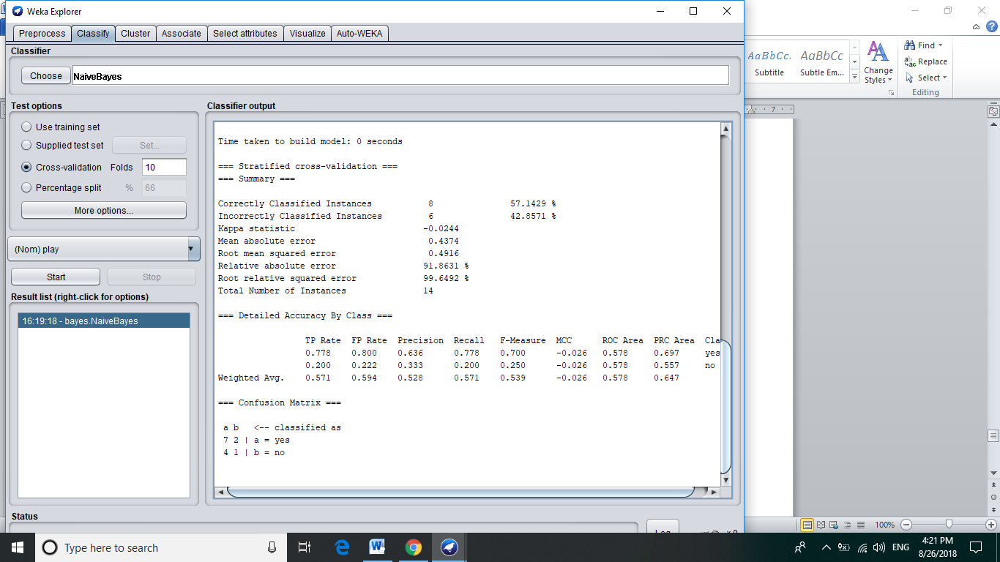 Weka Explorer
Preprocess Classify Cluster Associate Select attributes Visualize Auto-WEKA
Classifier
Choose NaiveBayes
Test options
Use training set
Supplied test set Set...
Cross-validation Folds 10
Percentage split % 66
More options...
(Nom) play
Start Stop
Result list (right-click for options)
16:19:18 - bayes.NaiveBayes
Classifier output
Time taken to build model: 0 seconds
=== Stratified cross-validation ===
=== Summary ===
Correctly Classified Instances 8 57.1429 %
Incorrectly Classified Instances 6 42.8571 %
Kappa statistic -0.0244
Mean absolute error 0.4374
Root mean squared error 0.4916
Relative absolute error 91.8631 %
Root relative squared error 99.6492 %
Total Number of Instances 14
=== Detailed Accuracy By Class ===
TP Rate FP Rate Precision Recall F-Measure MCC ROC Area PRC Area Cla
0.778 0.800 0.636 0.778 0.700 -0.026 0.578 0.697 yes
0.200 0.222 0.333 0.200 0.250 -0.026 0.578 0.557 no
Weighted Avg. 0.571 0.594 0.528 0.571 0.539 -0.026 0.578 0.647
=== Confusion Matrix ===
a b <-- classified as
7 2 | a = yes
4 1 | b = no
Status
Log
x 0
AaBbCc. AaBbCc
Subtitle Subtle Em...
Change
Styles
Find
Replace
Select
Editing
7
100%
Type here to search
ENG
4:21 PM
8/26/2018